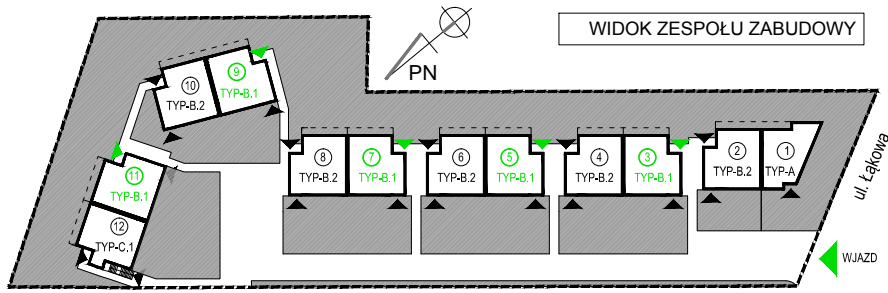 WIDOK ZESPOŁU ZABUDOWY
PN
9
TYP-B.1
10
TYP-B.2
8
TYP-B.2
7
TYP-B.1
6
TYP-B.2
5
TYP-B.1
4
TYP-B.2
3
TYP-B.1
2
TYP-B.2
1
TYP-A
ul. Łąkowa
11
TYP-B.1
12
TYP-C.1
WJAZD